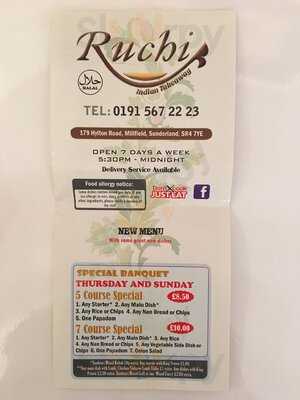 Ruchi
Indian Takeaway
حلال
HALAL
TEL: 0191 567 22 23
179 Hylton Road, Millfield, Sunderland, SR4 7YE
OPEN 7 DAYS A WEEK
5:30PM - MIDNIGHT
Delivery Service Available
Food allergy notice:
JUST EAT
f
NEW MENU
With some great new dishes
SPECIAL BANQUET
THURSDAY AND SUNDAY
5 Course Special £8.50
1. Any Starter* 2. Any Main Dish*
3. Any Rice or Chips 4. Any Nan Bread or Chips
5. One Papadom
7 Course Special £10.00
1. Any Starter* 2. Any Main Dish* 3. Any Rice
4. Any Nan Bread or Chips 5. Any Vegetable Side Dish or
Chips 6. One Papadom 7. Onion Salad